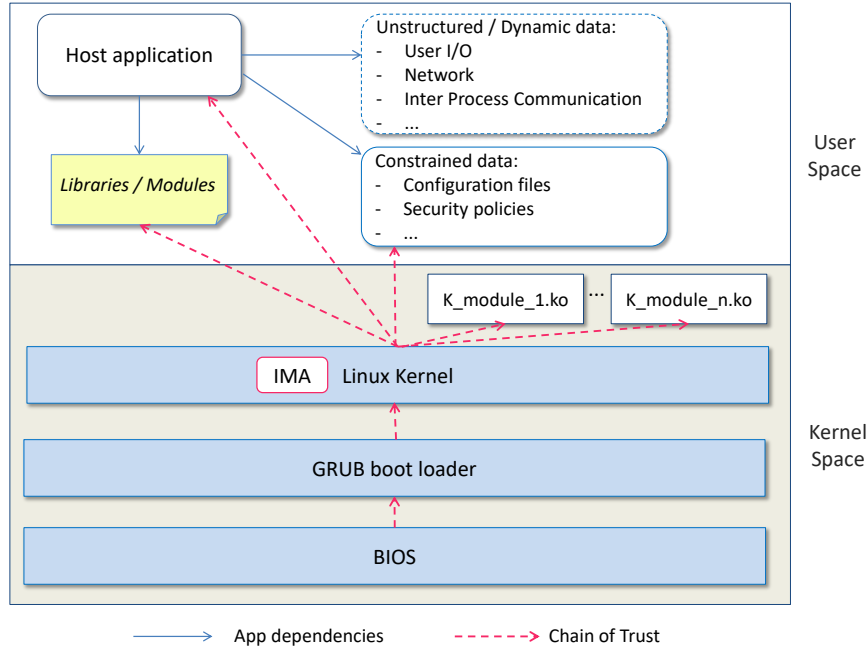 Host application
Unstructured / Dynamic data:
- User I/O
- Network
- Inter Process Communication
- ...
Libraries / Modules
Constrained data:
- Configuration files
- Security policies
- ...
User
Space
K_module_1.ko
...
K_module_n.ko
IMA
Linux Kernel
GRUB boot loader
BIOS
Kernel
Space
App dependencies
Chain of Trust